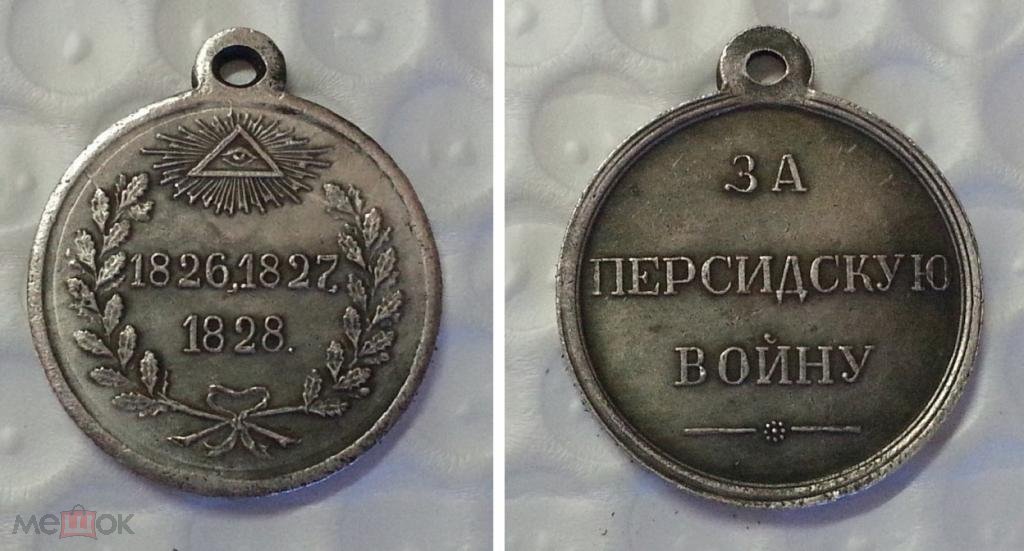 1826,,1827,
1828.
ЗА
ПЕРСИДСКУЮ
ВОЙНУ
мешок